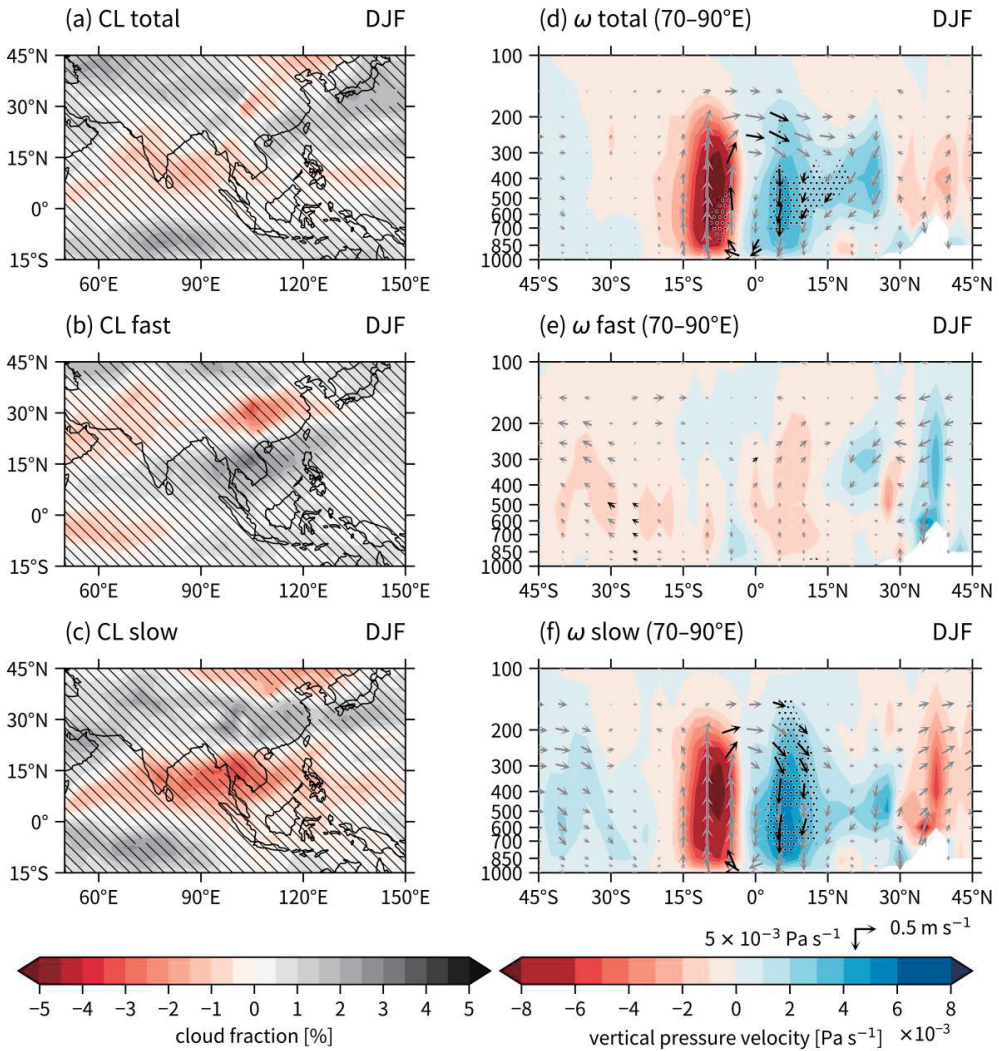 (a) CL total DJF
45°N
30°N
15°N
0°
15°S
60°E 90°E 120°E 150°E
(d) ω total (70–90°E) DJF
100
200
300
400
500
600
700
850
1000
45°S 30°S 15°S 0° 15°N 30°N 45°N
(b) CL fast DJF
45°N
30°N
15°N
0°
15°S
60°E 90°E 120°E 150°E
(e) ω fast (70–90°E) DJF
100
200
300
400
500
600
700
850
1000
45°S 30°S 15°S 0° 15°N 30°N 45°N
(c) CL slow DJF
45°N
30°N
15°N
0°
15°S
60°E 90°E 120°E 150°E
(f) ω slow (70–90°E) DJF
100
200
300
400
500
600
700
850
1000
45°S 30°S 15°S 0° 15°N 30°N 45°N
5 × 10⁻³ Pa s⁻¹ 0.5 m s⁻¹
−5 −4 −3 −2 −1 0 1 2 3 4 5
cloud fraction [%]
−8 −6 −4 −2 0 2 4 6 8
vertical pressure velocity [Pa s⁻¹] ×10⁻³